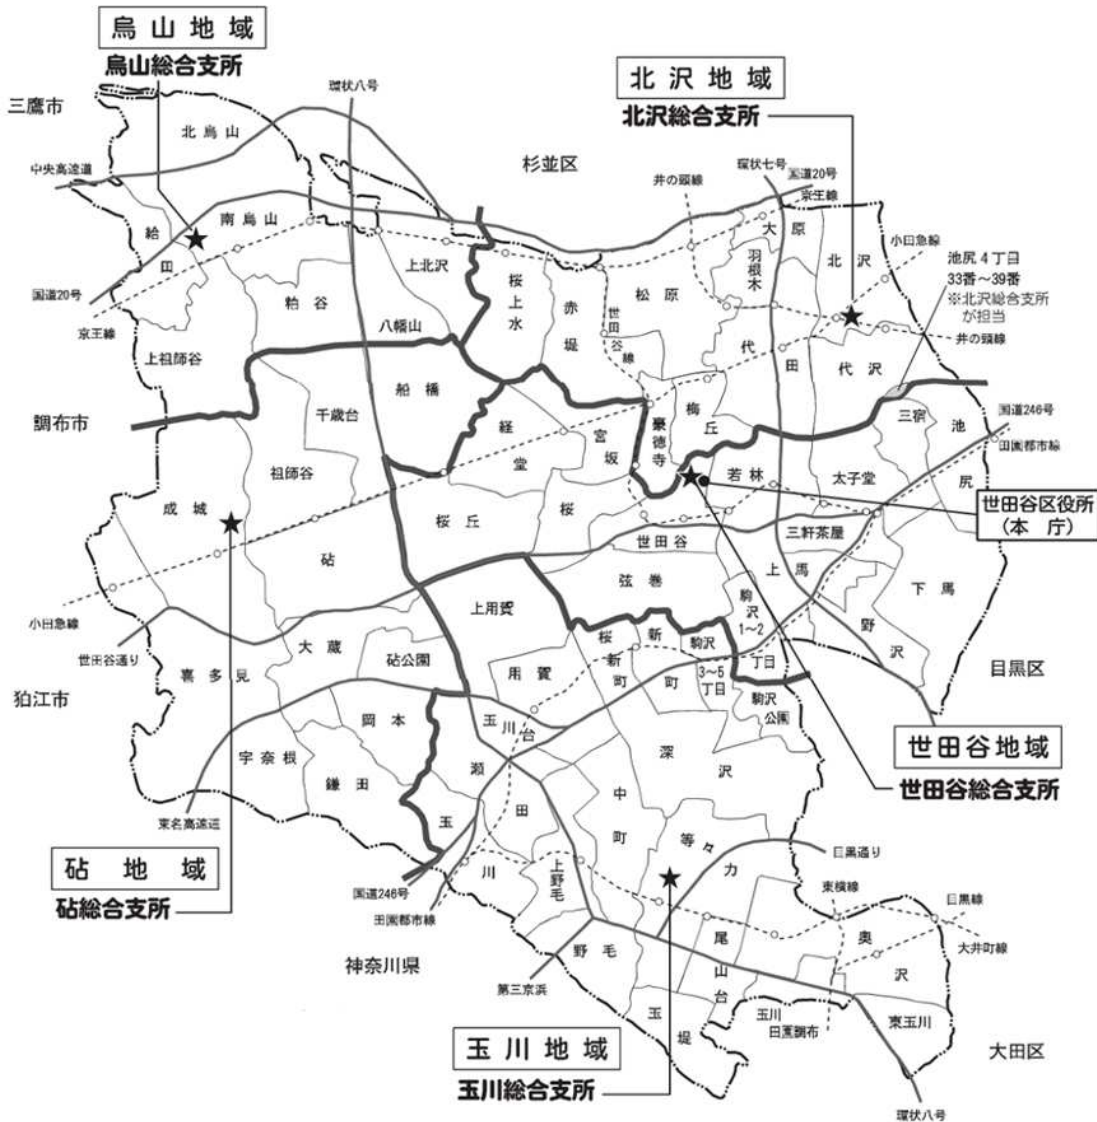 烏山地域
烏山総合支所
北沢地域
北沢総合支所
三鷹市
環状八号
北烏山
中央高速道
杉並区
井の頭線
環状七号
国道20号
京王線
大原
給田
南烏山
上北沢
桜上水
赤堤
松原
羽根木
北沢
小田急線
池尻4丁目
33番~39番
※北沢総合支所
が担当
国道20号
京王線
粕谷
八幡山
世田谷線
代田
代沢
井の頭線
上祖師谷
船橋
千歳台
調布市
経堂
宮坂
豪徳寺
梅丘
三宿
池尻
国道246号
田園都市線
祖師谷
若林
太子堂
成城
桜丘
桜
世田谷区役所
(本庁)
砧
世田谷
三軒茶屋
弦巻
上馬
下馬
上用賀
駒沢
1~2
丁目
野沢
小田急線
世田谷通り
大蔵
砧公園
桜新町
新町
駒沢
3~5
丁目
用賀
喜多見
目黒区
狛江市
岡本
玉川台
駒沢
公園
宇奈根
鎌田
瀬田
深沢
世田谷地域
世田谷総合支所
東名高速道
玉川
中町
等々力
砧地域
砧総合支所
国道246号
田園都市線
上野毛
目黒通り
東横線
目黒線
大井町線
神奈川県
野毛
尾山台
奥沢
第三京浜
玉堤
玉川
田園調布
東玉川
玉川地域
玉川総合支所
大田区
環状八号